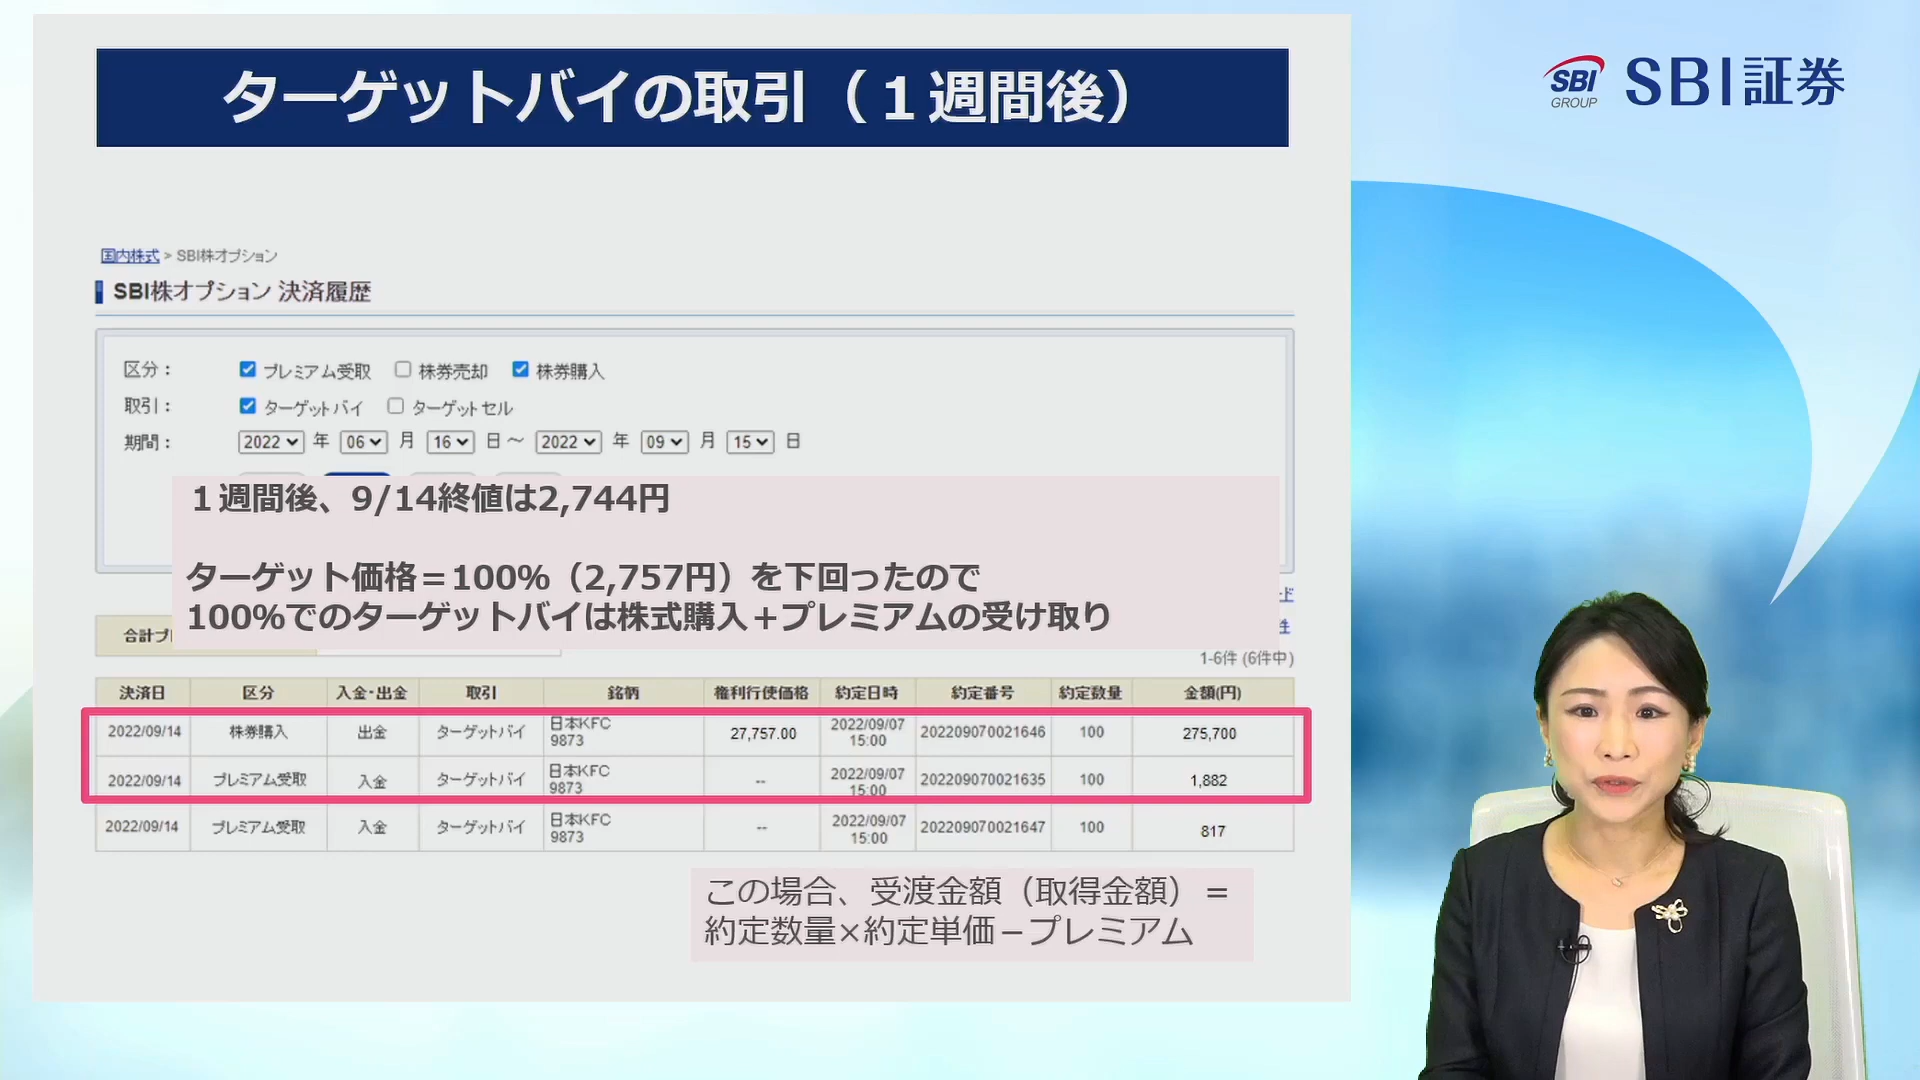 ターゲットバイの取引（１週間後）
SBI
GROUP
SBI証券
国内株式 > SBI株オプション
SBI株オプション 決済履歴
区分： プレミアム受取 株券売却 株券購入
取引： ターゲットバイ ターゲットセル
期間： 2022 年 06 月 16 日～ 2022 年 09 月 15 日
１週間後、9/14終値は2,744円
ターゲット価格＝100%（2,757円）を下回ったので
100%でのターゲットバイは株式購入＋プレミアムの受け取り
合計プ
1-6件 (6件中)
決済日 区分 入金・出金 取引 銘柄 権利行使価格 約定日時 約定番号 約定数量 金額(円)
2022/09/14 株券購入 出金 ターゲットバイ 日本KFC 9873 27,757.00 2022/09/07 15:00 202209070021646 100 275,700
2022/09/14 プレミアム受取 入金 ターゲットバイ 日本KFC 9873 -- 2022/09/07 15:00 202209070021635 100 1,882
2022/09/14 プレミアム受取 入金 ターゲットバイ 日本KFC 9873 -- 2022/09/07 15:00 202209070021647 100 817
この場合、受渡金額（取得金額）＝
約定数量×約定単価－プレミアム